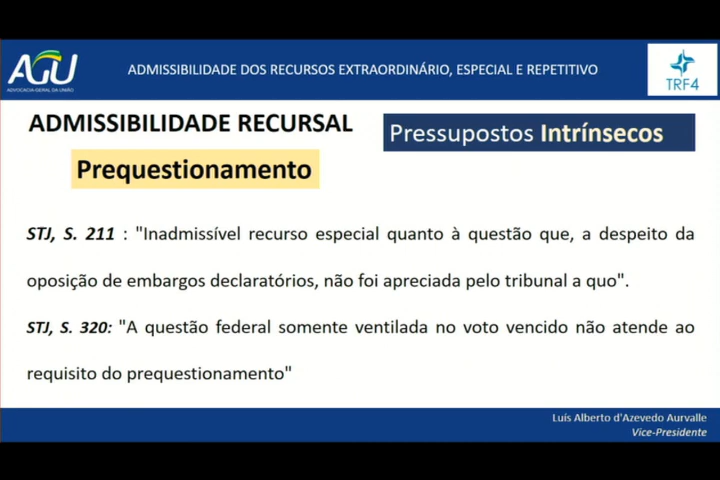 AGU
ADVOCACIA-GERAL DA UNIÃO
ADMISSIBILIDADE DOS RECURSOS EXTRAORDINÁRIO, ESPECIAL E REPETITIVO
TRF4
ADMISSIBILIDADE RECURSAL
Pressupostos Intrínsecos
Prequestionamento
STJ, S. 211 : "Inadmissível recurso especial quanto à questão que, a despeito da
oposição de embargos declaratórios, não foi apreciada pelo tribunal a quo".
STJ, S. 320: "A questão federal somente ventilada no voto vencido não atende ao
requisito do prequestionamento"
Luís Alberto d'Azevedo Aurvalle
Vice-Presidente